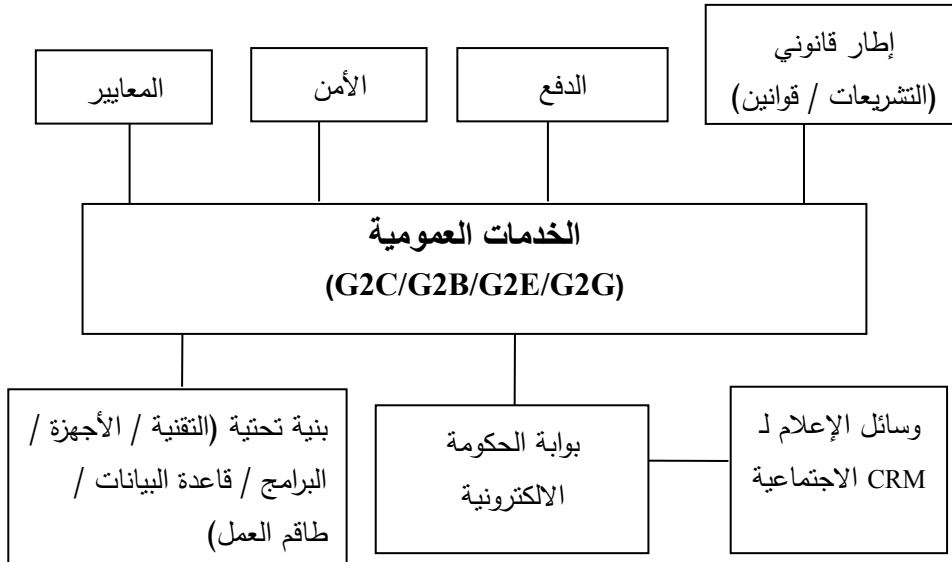 إطار قانوني
(التشريعات / قوانين)
الدفع
الأمن
المعايير
الخدمات العمومية
(G2C/G2B/G2E/G2G)
وسائل الإعلام لـ
CRM الاجتماعية
بوابة الحكومة
الالكترونية
بنية تحتية (التقنية / الأجهزة /
البرامج / قاعدة البيانات /
طاقم العمل)